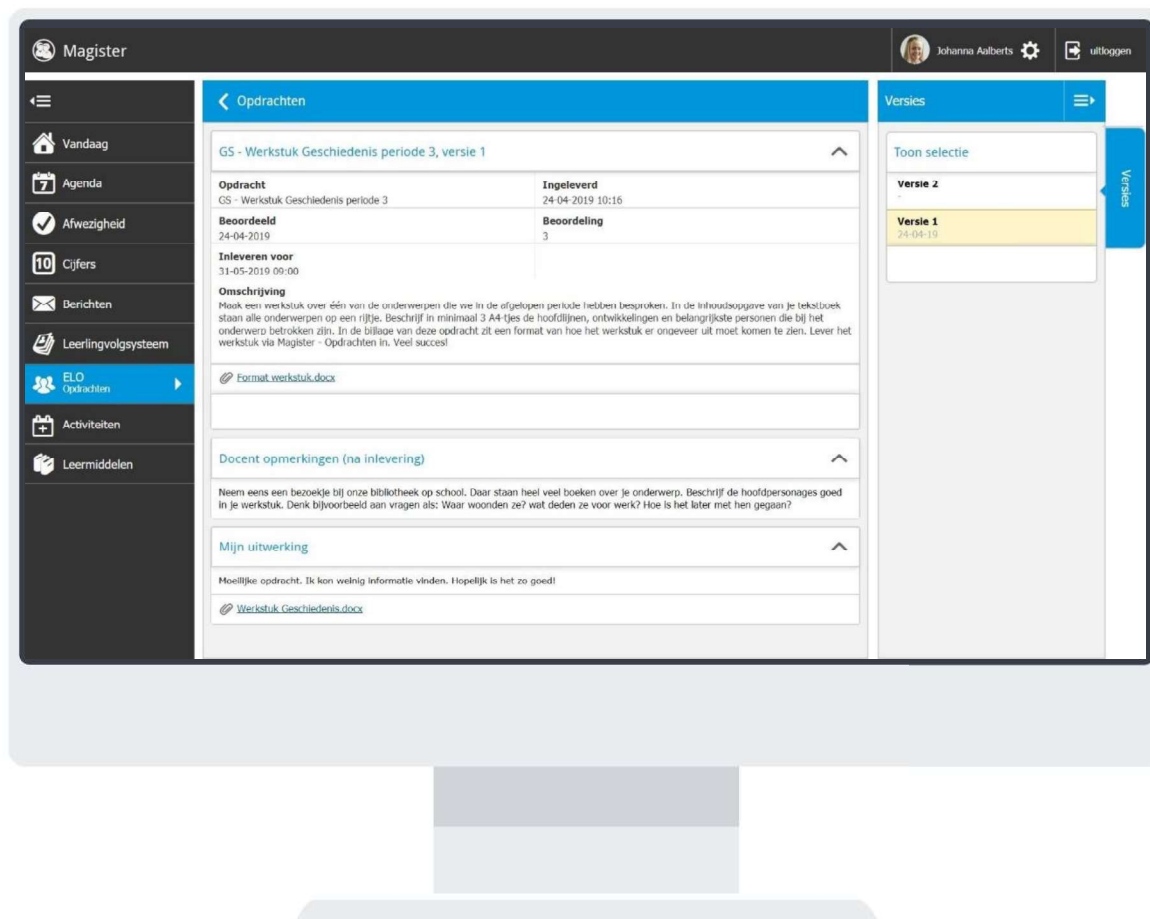 Magister
Johanna Aalberts
uitloggen
Vandaag
7
Agenda
Afwezigheid
10
Cijfers
Berichten
Leerlingvolgsysteem
ELO
Opdrachten
Activiteiten
Leermiddelen
Opdrachten
GS - Werkstuk Geschiedenis periode 3, versie 1
Opdracht
GS - Werkstuk Geschiedenis periode 3
Ingeleverd
24-04-2019 10:16
Beoordeeld
24-04-2019
Beoordeling
3
Inleveren voor
31-05-2019 09:00
Omschrijving
Maak een werkstuk over één van de onderwerpen die we in de afgelopen periode hebben besproken. In de inhoudsopgave van je tekstboek
staan alle onderwerpen op een rijtje. Beschrijf in minimaal 3 A4-tjes de hoofdlijnen, ontwikkelingen en belangrijkste personen die bij het
onderwerp betrokken zijn. In de bijlage van deze opdracht zit een format van hoe het werkstuk er ongeveer uit moet komen te zien. Lever het
werkstuk via Magister - Opdrachten in. Veel succes!
Format werkstuk.docx
Docent opmerkingen (na inlevering)
Neem eens een bezoekje bij onze bibliotheek op school. Daar staan heel veel boeken over je onderwerp. Beschrijf de hoofdpersonages goed
in je werkstuk. Denk bijvoorbeeld aan vragen als: Waar woonden ze? wat deden ze voor werk? Hoe is het later met hen gegaan?
Mijn uitwerking
Moeilijke opdracht. Ik kon weinig informatie vinden. Hopelijk is het zo goed!
Werkstuk Geschiedenis.docx
Versies
Toon selectie
Versie 2
-
Versie 1
24-04-19
Versies